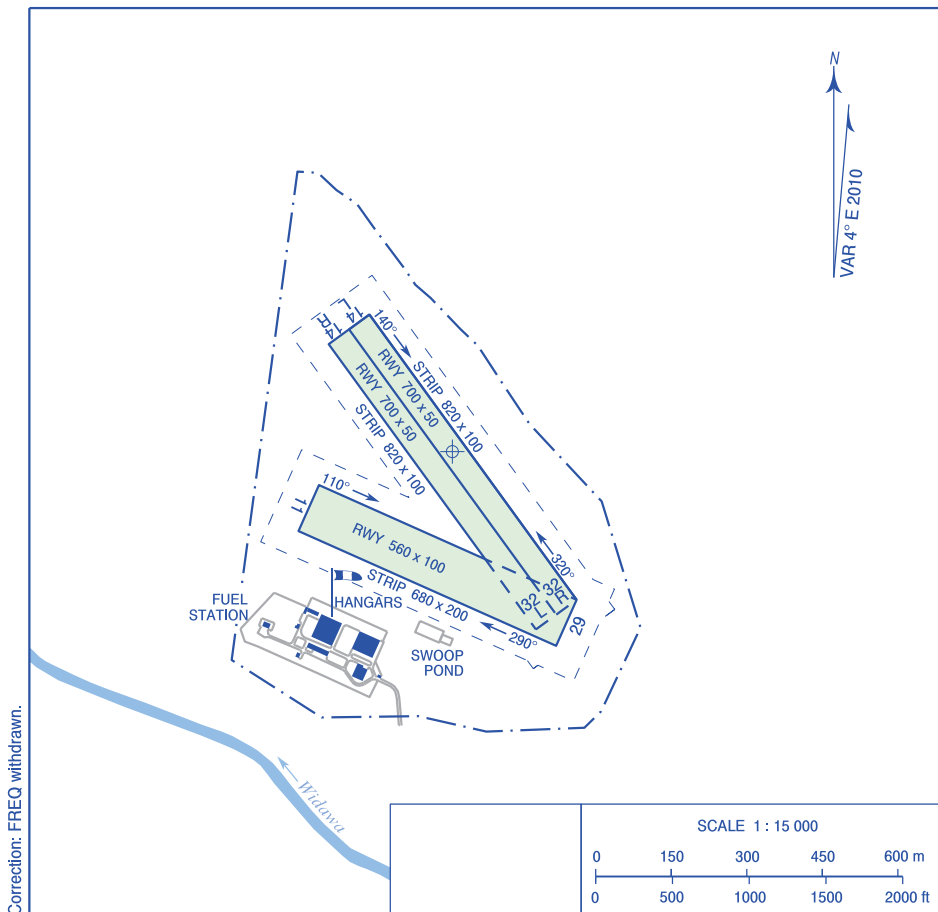 N
VAR 4° E 2010
14R
14L
140°
RWY 700 x 50
STRIP 820 x 100
RWY 700 x 50
STRIP 820 x 100
110°
11
RWY 560 x 100
320°
32L
32R
29
STRIP 680 x 200
290°
FUEL
STATION
HANGARS
SWOOP
POND
Widawa
Correction: FREQ withdrawn.
SCALE 1 : 15 000
0 150 300 450 600 m
0 500 1000 1500 2000 ft